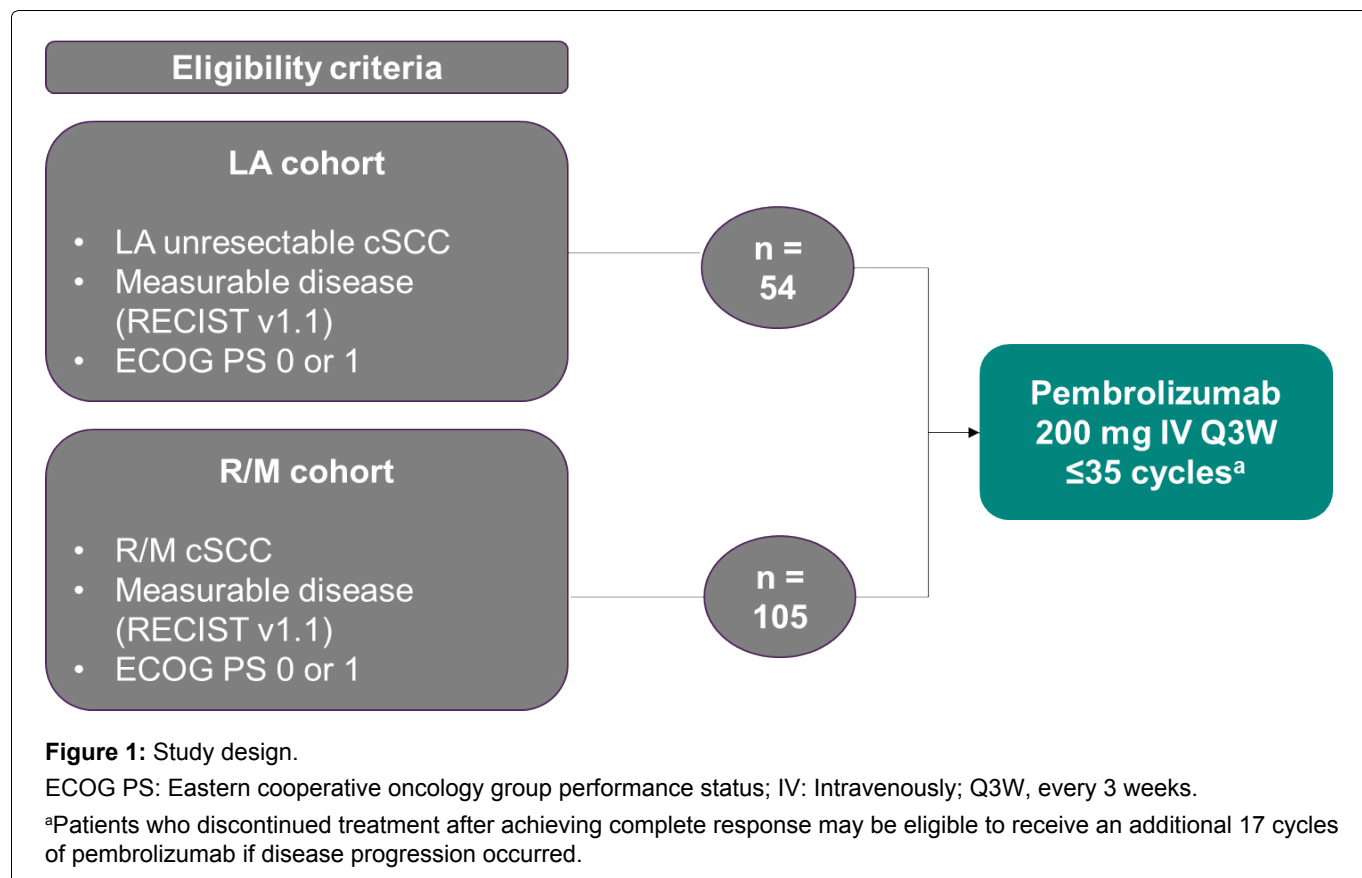 Eligibility criteria
LA cohort
• LA unresectable cSCC
• Measurable disease
(RECIST v1.1)
• ECOG PS 0 or 1
n =
54
R/M cohort
• R/M cSCC
• Measurable disease
(RECIST v1.1)
• ECOG PS 0 or 1
n =
105
Pembrolizumab
200 mg IV Q3W
≤35 cyclesᵃ
Figure 1: Study design.
ECOG PS: Eastern cooperative oncology group performance status; IV: Intravenously; Q3W, every 3 weeks.
ᵃPatients who discontinued treatment after achieving complete response may be eligible to receive an additional 17 cycles
of pembrolizumab if disease progression occurred.